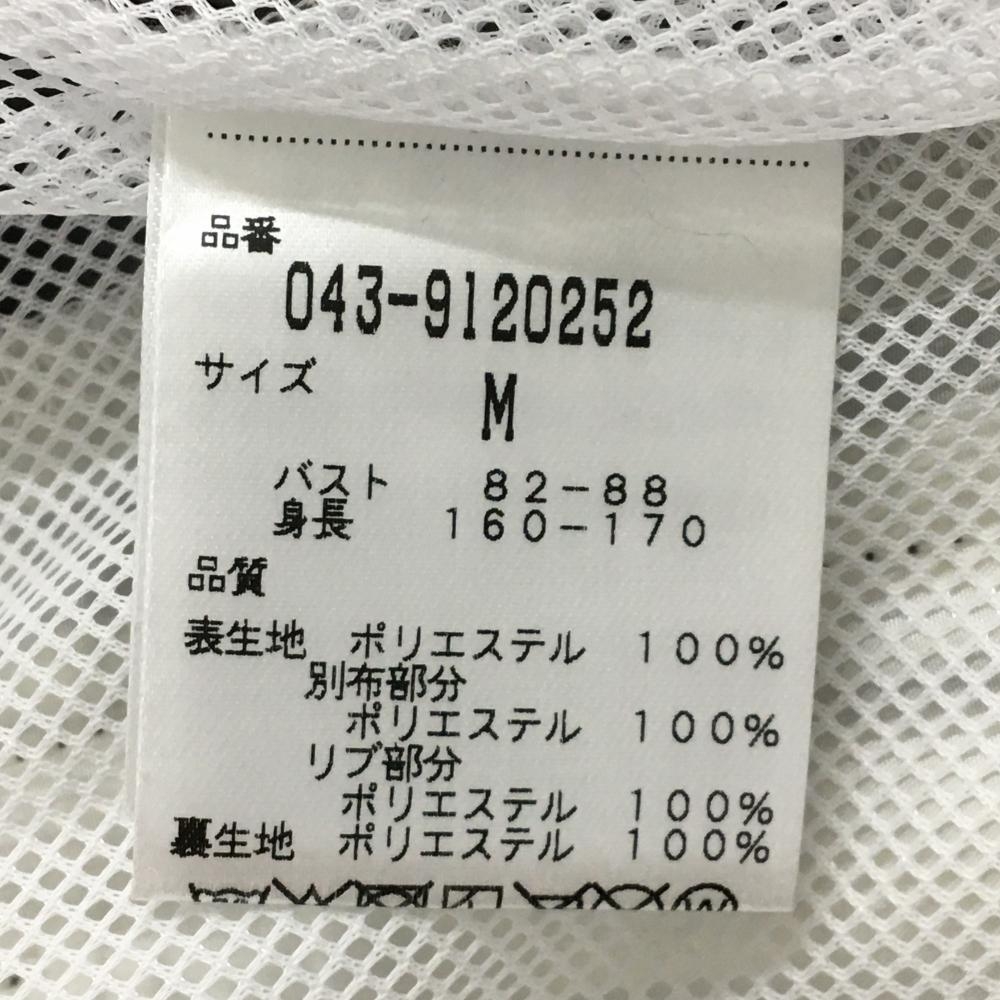 品番
043-9120252
サイズ
M
バスト 82-88
身長 160-170
品質
表生地 ポリエステル 100%
別布部分
ポリエステル 100%
リブ部分
ポリエステル 100%
裏生地 ポリエステル 100%